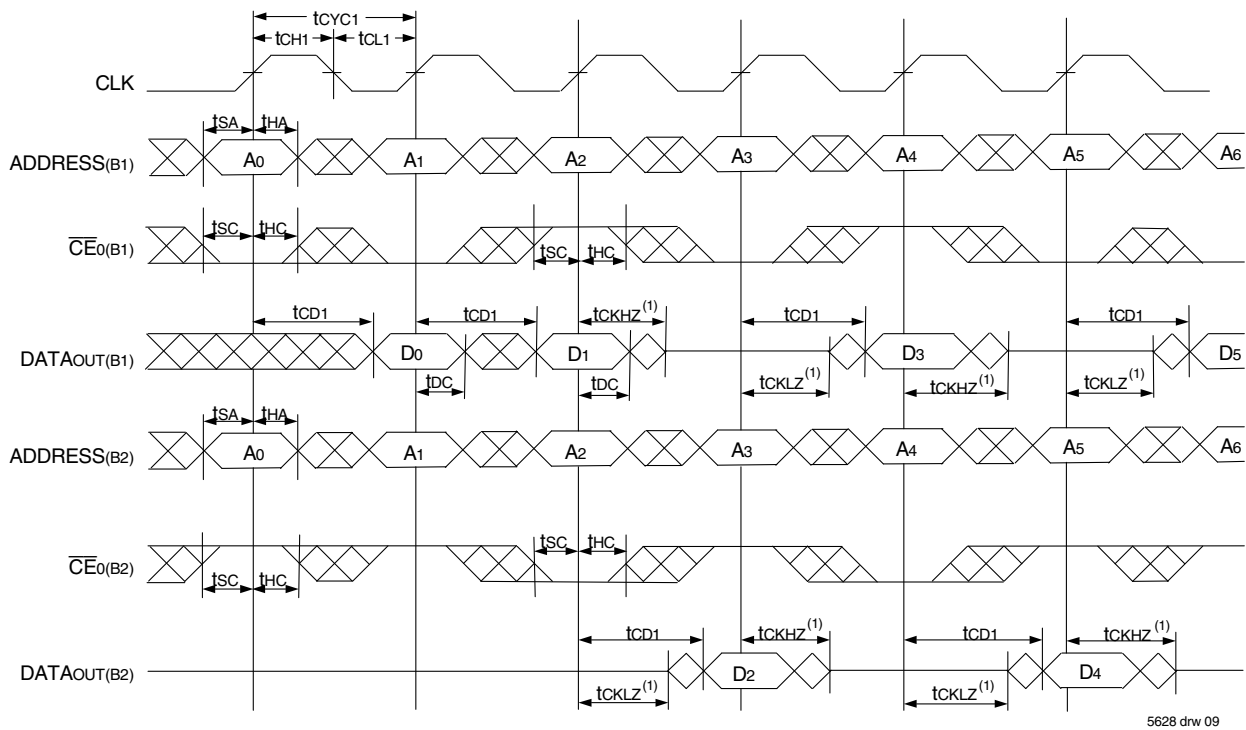 tCYC1
tCH1 tCL1
CLK
tSA tHA
ADDRESS(B1) A0 A1 A2 A3 A4 A5 A6
tSC tHC
CE0(B1) tSC tHC
tCD1 tCD1 tCKHZ(1) tCD1 tCD1
DATAOUT(B1) D0 D1 D3 D5
tDC tDC tCKLZ(1) tCKHZ(1) tCKLZ(1)
tSA tHA
ADDRESS(B2) A0 A1 A2 A3 A4 A5 A6
tSC tHC
CE0(B2) tSC tHC
tCD1 tCKHZ(1) tCD1 tCKHZ(1)
DATAOUT(B2) D2 D4
tCKLZ(1) tCKLZ(1)
5628 drw 09